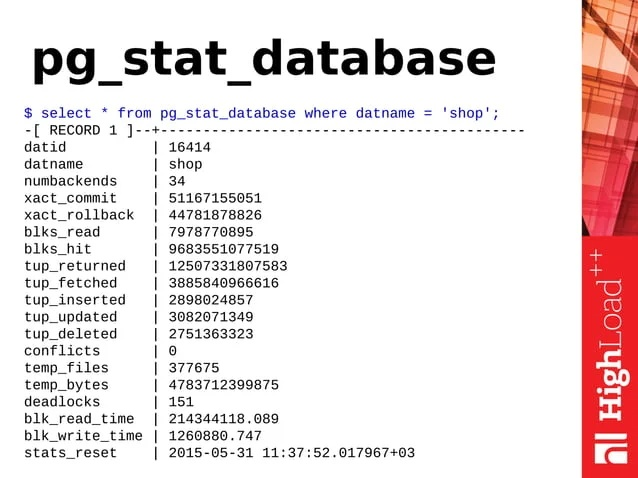 pg_stat_database
$ select * from pg_stat_database where datname = 'shop';
-[ RECORD 1 ]--+-------------------------------------------
datid          | 16414
datname        | shop
numbackends    | 34
xact_commit    | 51167155051
xact_rollback  | 44781878826
blks_read      | 7978770895
blks_hit       | 9683551077519
tup_returned   | 12507331807583
tup_fetched    | 3885840966616
tup_inserted   | 2898024857
tup_updated    | 3082071349
tup_deleted    | 2751363323
conflicts      | 0
temp_files     | 377675
temp_bytes     | 4783712399875
deadlocks      | 151
blk_read_time  | 214344118.089
blk_write_time | 1260880.747
stats_reset    | 2015-05-31 11:37:52.017967+03
HighLoad++